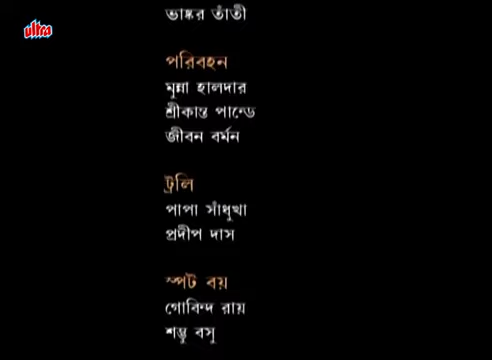 ultra
ভাস্কর তাঁতী
পরিবহন
মুন্না হালদার
শ্রীকান্ত পান্ডে
জীবন বর্মন
ট্রলি
পাপা সাঁধুখা
প্রদীপ দাস
স্পট বয়
গোবিন্দ রায়
শম্ভু বসু